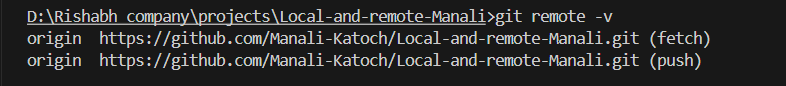 D:\Rishabh company\projects\Local-and-remote-Manali>git remote -v
origin  https://github.com/Manali-Katoch/Local-and-remote-Manali.git (fetch)
origin  https://github.com/Manali-Katoch/Local-and-remote-Manali.git (push)